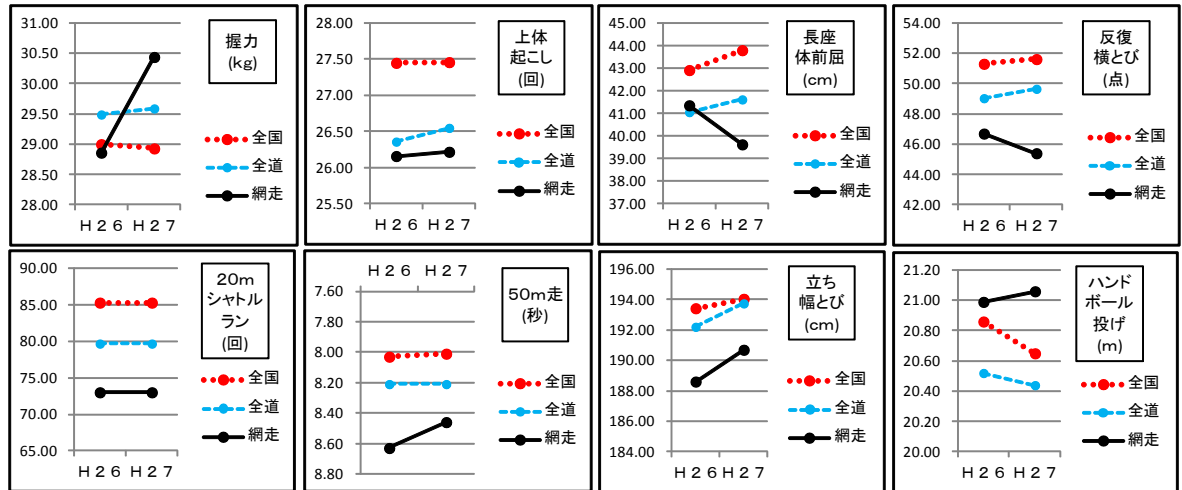 31.00
30.50
30.00
29.50
29.00
28.50
28.00
Ｈ２６ Ｈ２７
握力
(kg)
全国
全道
網走
28.00
27.50
27.00
26.50
26.00
25.50
Ｈ２６ Ｈ２７
上体
起こし
(回)
全国
全道
網走
45.00
44.00
43.00
42.00
41.00
40.00
39.00
38.00
37.00
Ｈ２６ Ｈ２７
長座
体前屈
(cm)
全国
全道
網走
54.00
52.00
50.00
48.00
46.00
44.00
42.00
Ｈ２６ Ｈ２７
反復
横とび
(点)
全国
全道
網走
90.00
85.00
80.00
75.00
70.00
65.00
Ｈ２６ Ｈ２７
20m
シャトル
ラン
(回)
全国
全道
網走
Ｈ２６ Ｈ２７
7.60
7.80
8.00
8.20
8.40
8.60
8.80
50m走
(秒)
全国
全道
網走
196.00
194.00
192.00
190.00
188.00
186.00
184.00
Ｈ２６ Ｈ２７
立ち
幅とび
(cm)
全国
全道
網走
21.20
21.00
20.80
20.60
20.40
20.20
20.00
Ｈ２６ Ｈ２７
ハンド
ボール
投げ
(m)
全国
全道
網走